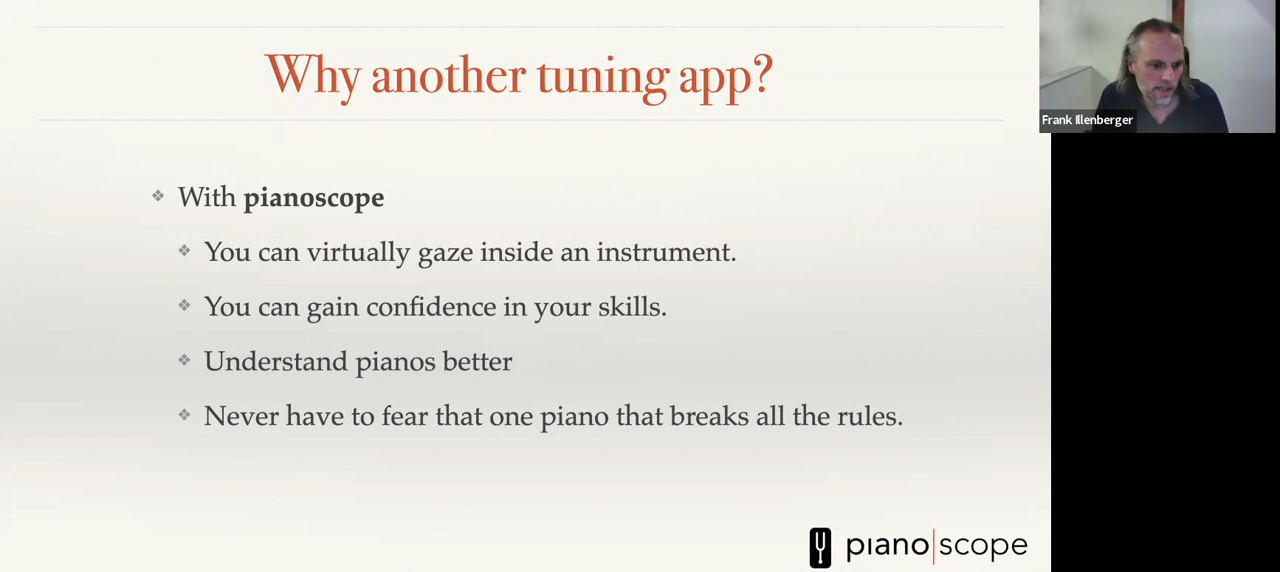 Why another tuning app?
Frank Illenberger
With pianoscope
You can virtually gaze inside an instrument.
You can gain confidence in your skills.
Understand pianos better
Never have to fear that one piano that breaks all the rules.
piano|scope